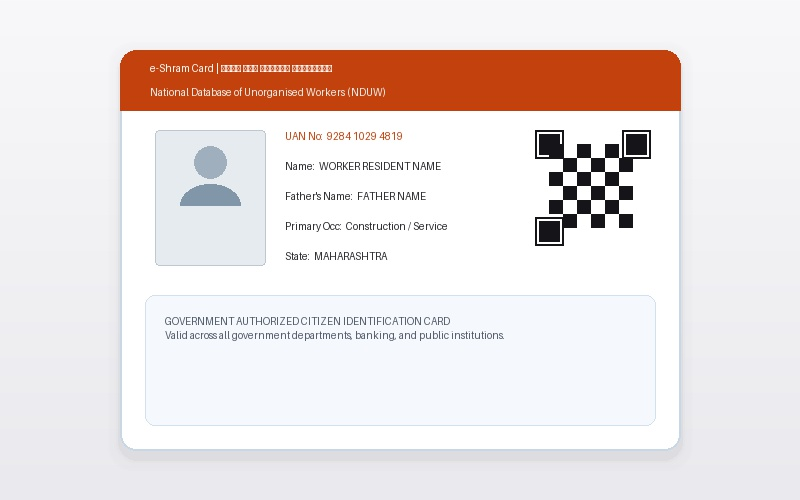 e-Shram Card |
National Database of Unorganised Workers (NDUW)
UAN No: 9284 1029 4819
Name: WORKER RESIDENT NAME
Father's Name: FATHER NAME
Primary Occ: Construction / Service
State: MAHARASHTRA
GOVERNMENT AUTHORIZED CITIZEN IDENTIFICATION CARD
Valid across all government departments, banking, and public institutions.